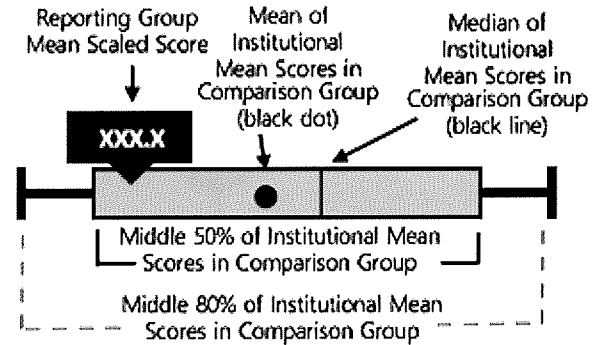 Reporting Group
Mean Scaled Score
Mean of
Institutional
Mean Scores in
Comparison Group
(black dot)
Median of
Institutional
Mean Scores in
Comparison Group
(black line)
XXX.X
Middle 50% of Institutional Mean
Scores in Comparison Group
Middle 80% of Institutional Mean
Scores in Comparison Group